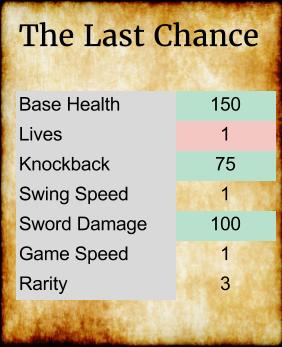 The Last Chance
Base Health 150
Lives 1
Knockback 75
Swing Speed 1
Sword Damage 100
Game Speed 1
Rarity 3